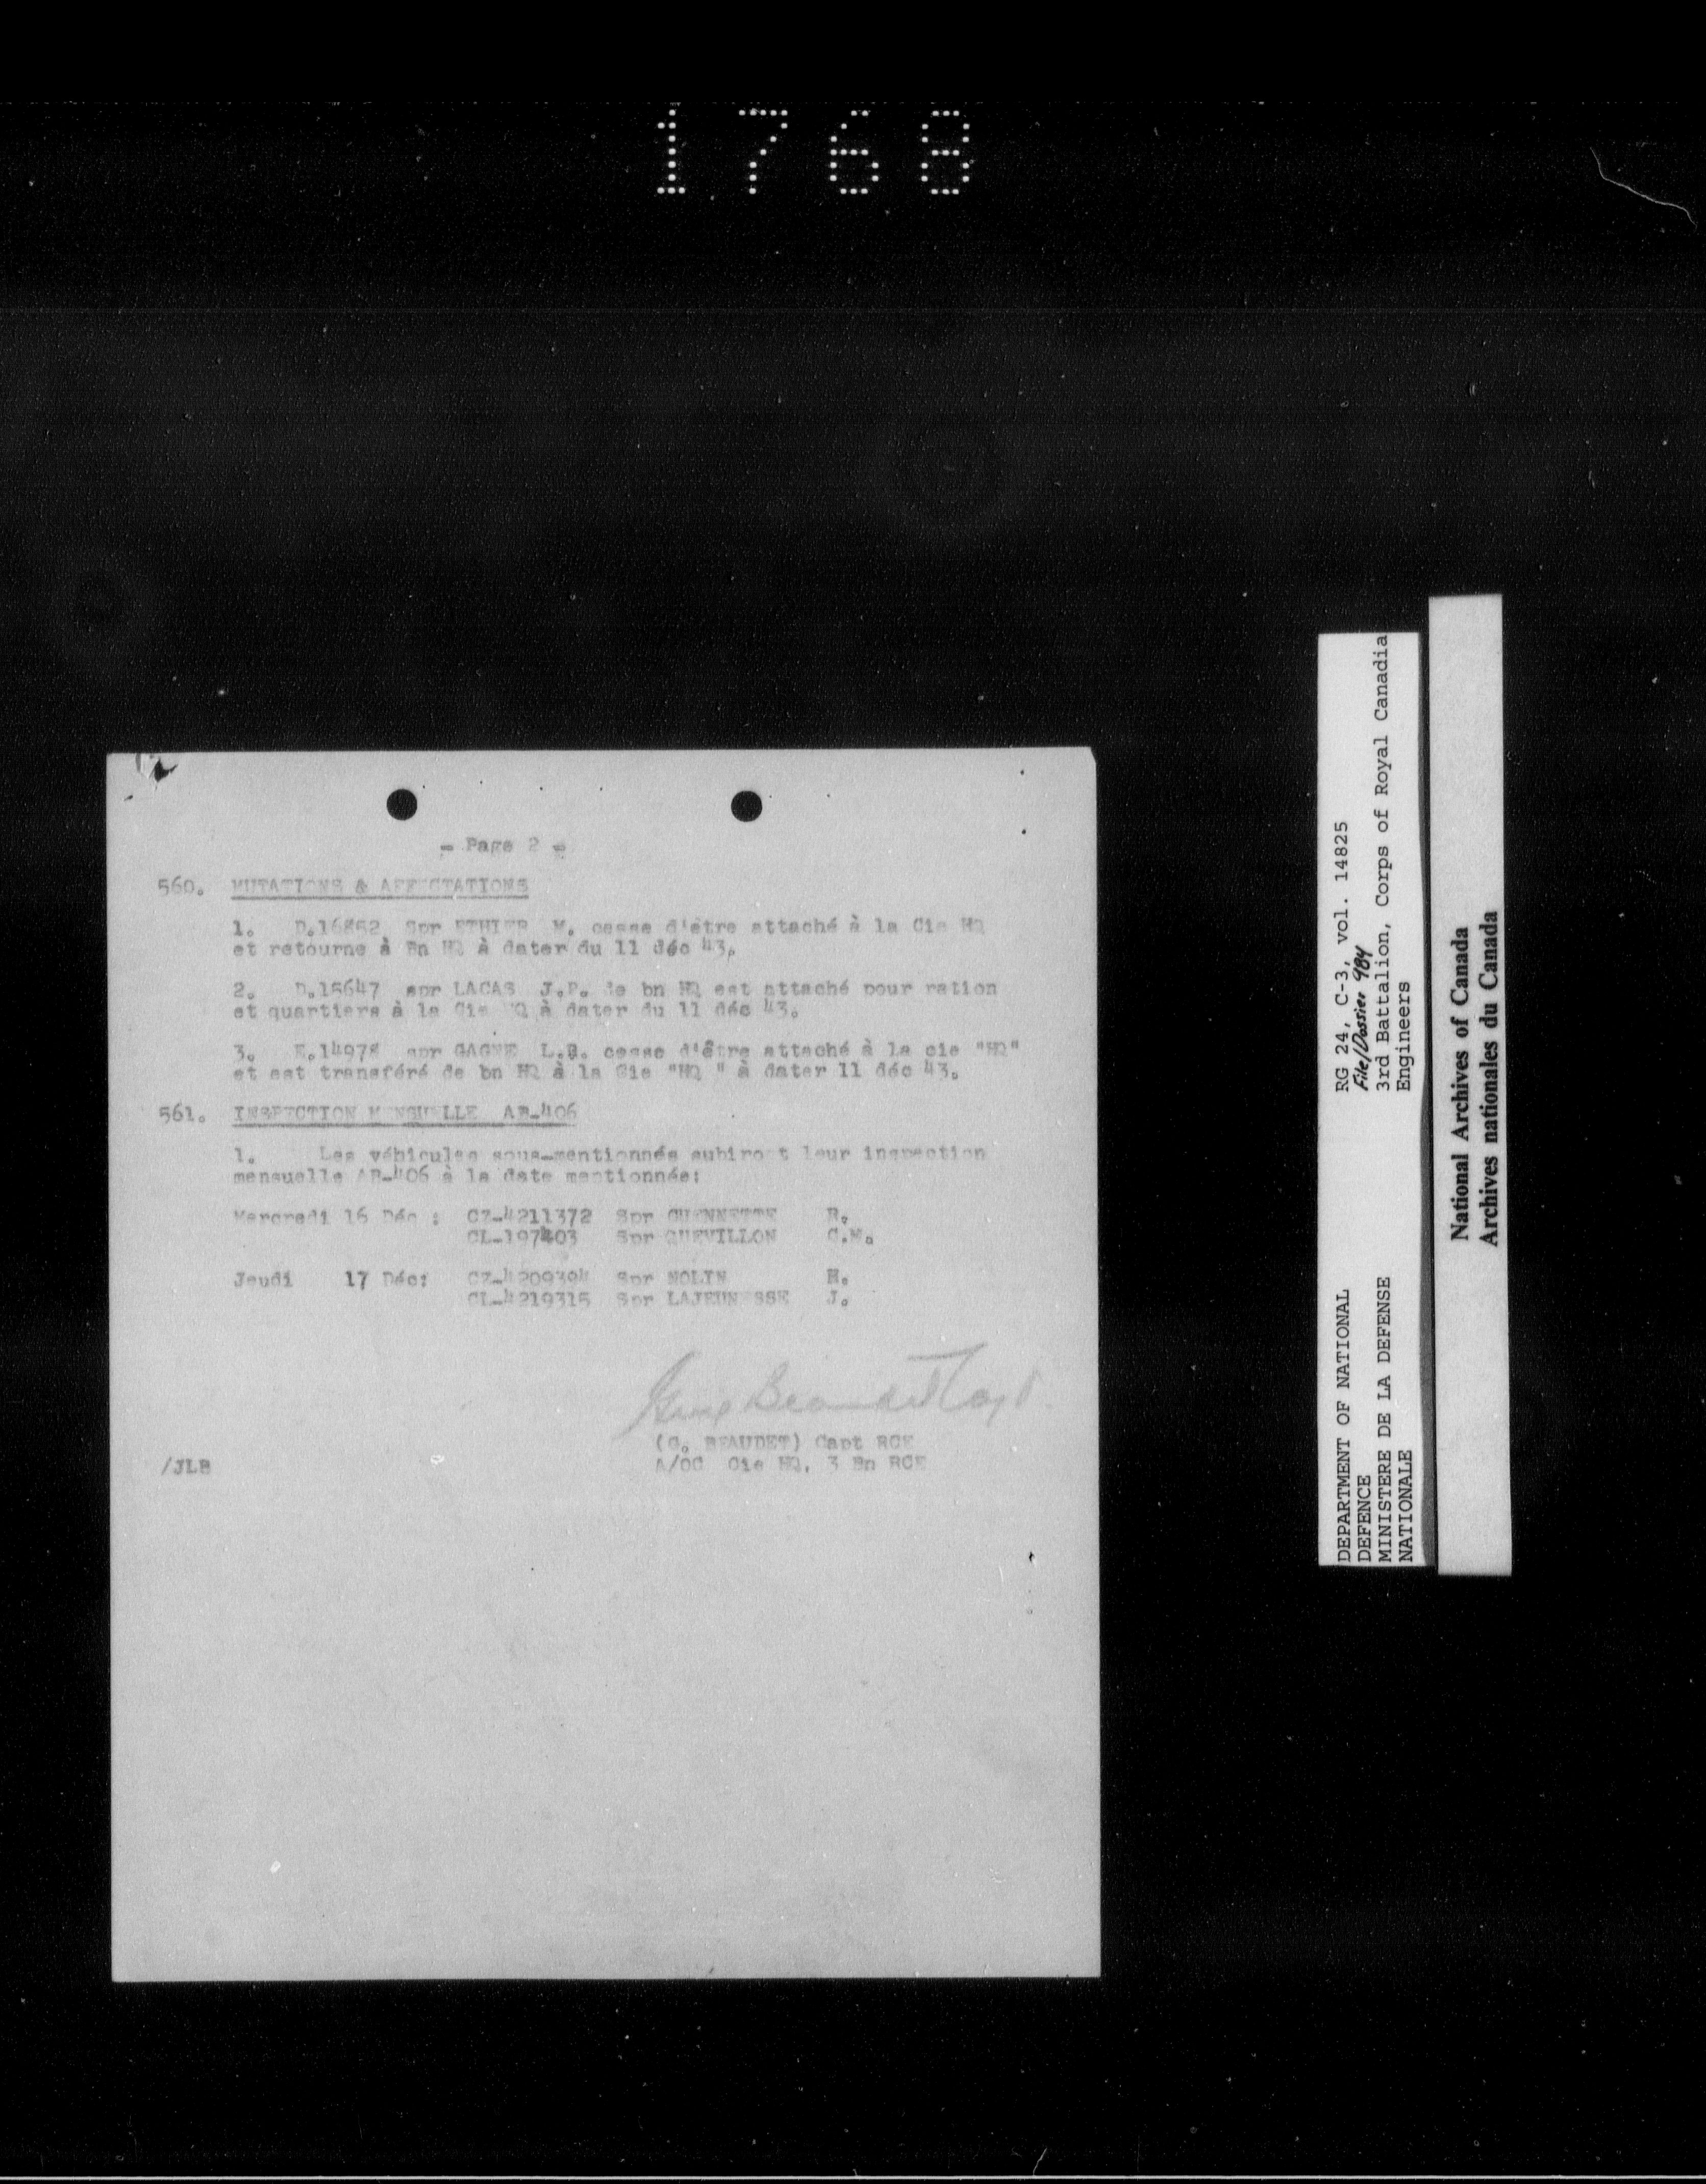 1768
- Page 2 -
560. MUTATIONS & AFFECTATIONS
1. D.16852 Spr ETHIER M. cesse d'être attaché à la Cie HQ
et retourne à Bn HQ à dater du 11 déc 43.
2. D.15647 spr LACAS J.P. de bn HQ est attaché pour ration
et quartiers à la Cie HQ à dater du 11 déc 43.
3. E.14978 spr GAGNE L.B. cesse d'être attaché à la cie "HQ"
et est transféré de bn HQ à la Cie "HQ " à dater 11 déc 43.
561. INSPECTION MENSUELLE AB-406
1. Les véhicules sous-mentionnés subiront leur inspection
mensuelle AB-406 à la date mentionnée:
Mercredi 16 Déc : CZ-4211372 Spr GUENNETTE R.
CL-197403 Spr QUEVILLON C.M.
Jeudi 17 Déc: CZ-4209394 Spr NOLIN H.
CL-4219315 Spr LAJEUNESSE J.
(G. BEAUDET) Capt RCE
A/OC Cie HQ, 3 Bn RCE
/JLB
DEPARTMENT OF NATIONAL
DEFENCE
MINISTERE DE LA DEFENSE
NATIONALE
RG 24, C-3, vol. 14825
File/Dossier 984
3rd Battalion, Corps of Royal Canadia
Engineers
National Archives of Canada
Archives nationales du Canada